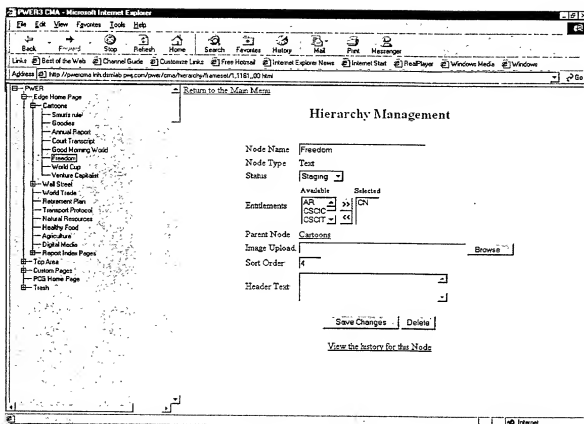 PWER3 CMA - Microsoft Internet Explorer
File Edit View Favorites Tools Help
Back Forward Stop Refresh Home Search Favorites History Mail Print Messenger
Links Best of the Web Channel Guide Customize Links Free Hotmail Internet Explorer News Internet Start RealPlayer Windows Media Windows
Address Go
PWER
Edge Home Page
Cartoons
Smurfs rule!
Goodies
Annual Report
Court Transcript
Good Morning World
Freedom
World Cup
Venture Capitalist
Wall Street
World Trade
Retirement Plan
Transport Protocol
Natural Resources
Healthy Food
Agriculture
Digital Media
Report Index Pages
Top Area
Custom Pages
PCG Home Page
Trash
Return to the Main Menu
Hierarchy Management
Node Name Freedom
Node Type Text
Status Staging
Available Selected
Entitlements AR CSCIC CSCIT >> << CN
Parent Node Cartoons
Image Upload Browse
Sort Order 4
Header Text
Save Changes Delete
View the history for this Node
Internet